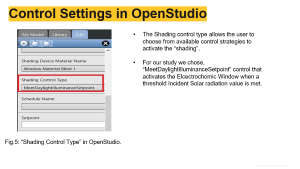 Control Settings in OpenStudio
My Model
Library
Edit
Shading Device Material Name
Window Material Blind 1
Shading Control Type
MeetDaylightIlluminanceSetpoint
Schedule Name
Setpoint
Fig.5: “Shading Control Type” in OpenStudio.
• The Shading control type allows the user to
choose from available control strategies to
activate the “shading”.
• For our study we chose,
“MeetDaylightIlluminanceSetpoint” control that
activates the Eloactrochomic Window when a
threshold Incident Solar radiation value is met.